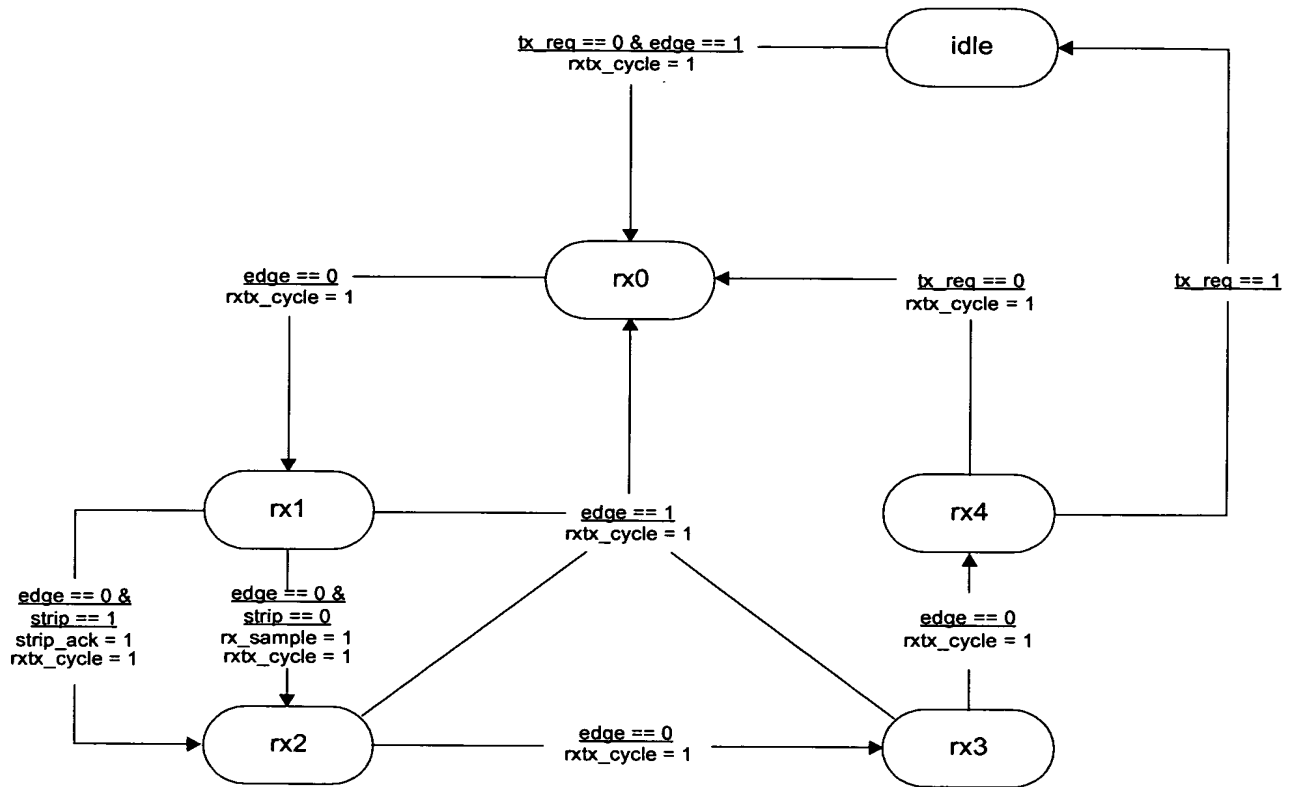 tx_req == 0 & edge == 1
rxtx_cycle = 1
idle
edge == 0
rxtx_cycle = 1
rx0
tx_req == 0
rxtx_cycle = 1
tx_req == 1
rx1
edge == 1
rxtx_cycle = 1
rx4
edge == 0 &
strip == 1
strip_ack = 1
rxtx_cycle = 1
edge == 0 &
strip == 0
rx_sample = 1
rxtx_cycle = 1
edge == 0
rxtx_cycle = 1
rx2
edge == 0
rxtx_cycle = 1
rx3